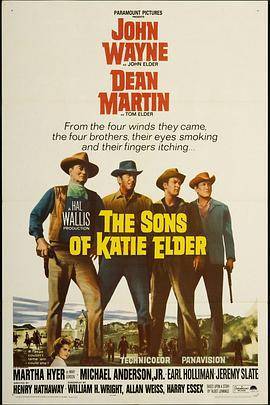 PARAMOUNT PICTURES
PRESENTS
JOHN
WAYNE
AS JOHN ELDER
DEAN
MARTIN
AS TOM ELDER
From the four winds they came,
the four brothers, their eyes smoking
and their fingers itching...
HAL
WALLIS
PRODUCTION
THE SONS
OF KATIE ELDER
TECHNICOLOR PANAVISION
MARTHA HYER MICHAEL ANDERSON, JR. EARL HOLLIMAN JEREMY SLATE
HENRY HATHAWAY WILLIAM H. WRIGHT, ALLAN WEISS, HARRY ESSEX